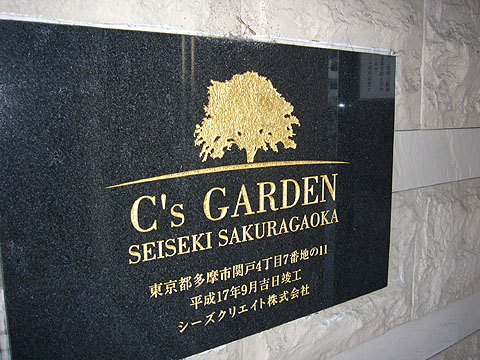 C's GARDEN
SEISEKI SAKURAGAOKA
東京都多摩市関戸4丁目7番地の11
平成17年9月吉日竣工
シーズクリエイト株式会社